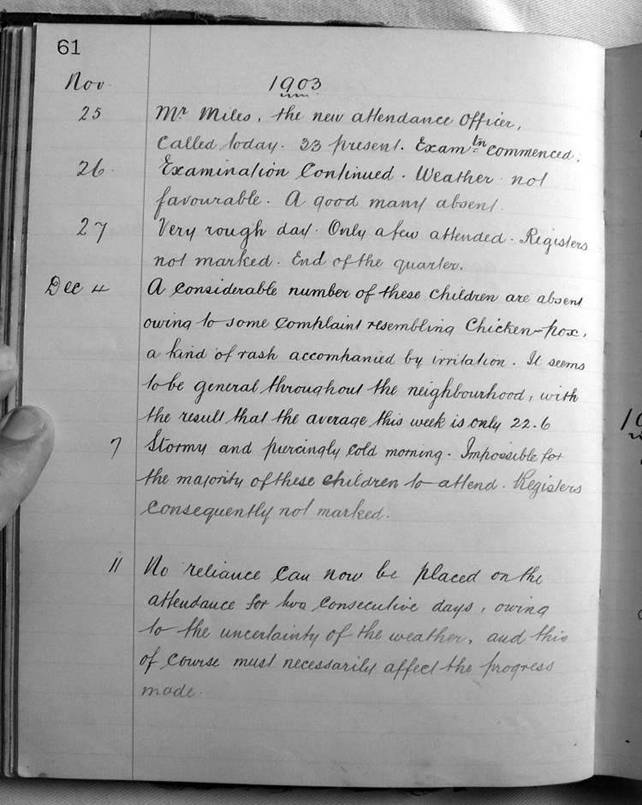 61
Nov 1903
25 Mr Miles, the new attendance Officer,
called today. 33 present. Examtn commenced.
26. Examination Continued. Weather not
favourable. A good many absent.
27 Very rough day. Only a few attended. Registers
not marked. End of the quarter.
Dec 4 A considerable number of these children are absent
owing to some complaint resembling Chicken-pox,
a kind of rash accompanied by irritation. It seems
to be general throughout the neighbourhood, with
the result that the average this week is only 22.6
7 Stormy and piercingly cold morning. Impossible for
the majority of these children to attend. Registers
consequently not marked.
11 No reliance can now be placed on the
attendance for two consecutive days, owing
to the uncertainty of the weather, and this
of course must necessarily affect the progress
made.